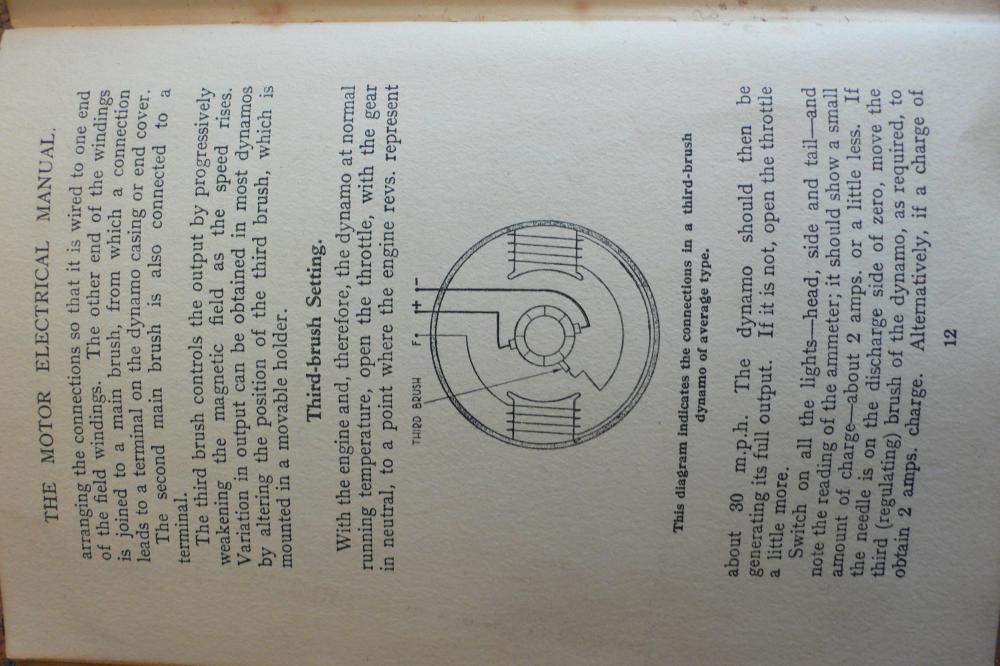 THE MOTOR ELECTRICAL MANUAL.
arranging the connections so that it is wired to one end
of the field windings. The other end of the windings
is joined to a main brush, from which a connection
leads to a terminal on the dynamo casing or end cover.
The second main brush is also connected to a
terminal.
The third brush controls the output by progressively
weakening the magnetic field as the speed rises.
Variation in output can be obtained in most dynamos
by altering the position of the third brush, which is
mounted in a movable holder.
Third-brush Setting.
With the engine and, therefore, the dynamo at normal
running temperature, open the throttle, with the gear
in neutral, to a point where the engine revs. represent
THIRD BRUSH F + −
This diagram indicates the connections in a third-brush
dynamo of average type.
about 30 m.p.h. The dynamo should then be
generating its full output. If it is not, open the throttle
a little more.
Switch on all the lights—head, side and tail—and
note the reading of the ammeter; it should show a small
amount of charge—about 2 amps. or a little less. If
the needle is on the discharge side of zero, move the
third (regulating) brush of the dynamo, as required, to
obtain 2 amps. charge. Alternatively, if a charge of
12